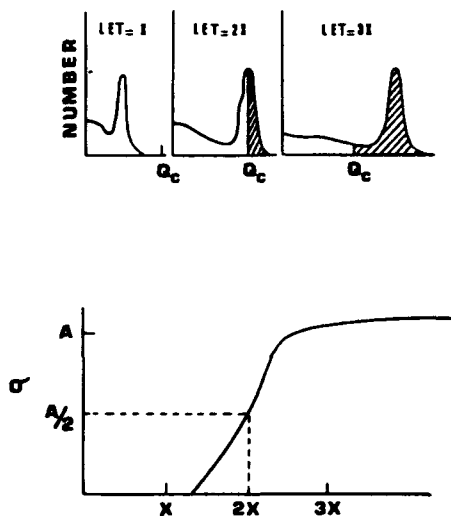 LET= X
LET=2X
LET=3X
NUMBER
Qc
Qc
Qc
A
σ
A/2
X
2X
3X